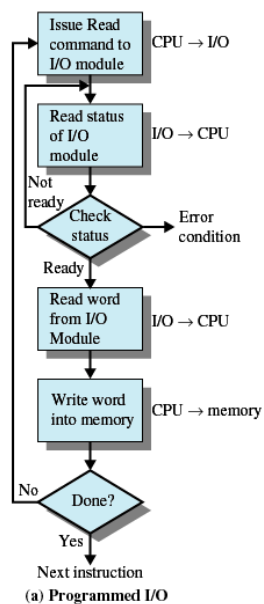 Issue Read
command to
I/O module
CPU → I/O
Read status
of I/O
module
I/O → CPU
Not
ready
Check
status
Error
condition
Ready
Read word
from I/O
Module
I/O → CPU
Write word
into memory
CPU → memory
No
Done?
Yes
Next instruction
(a) Programmed I/O